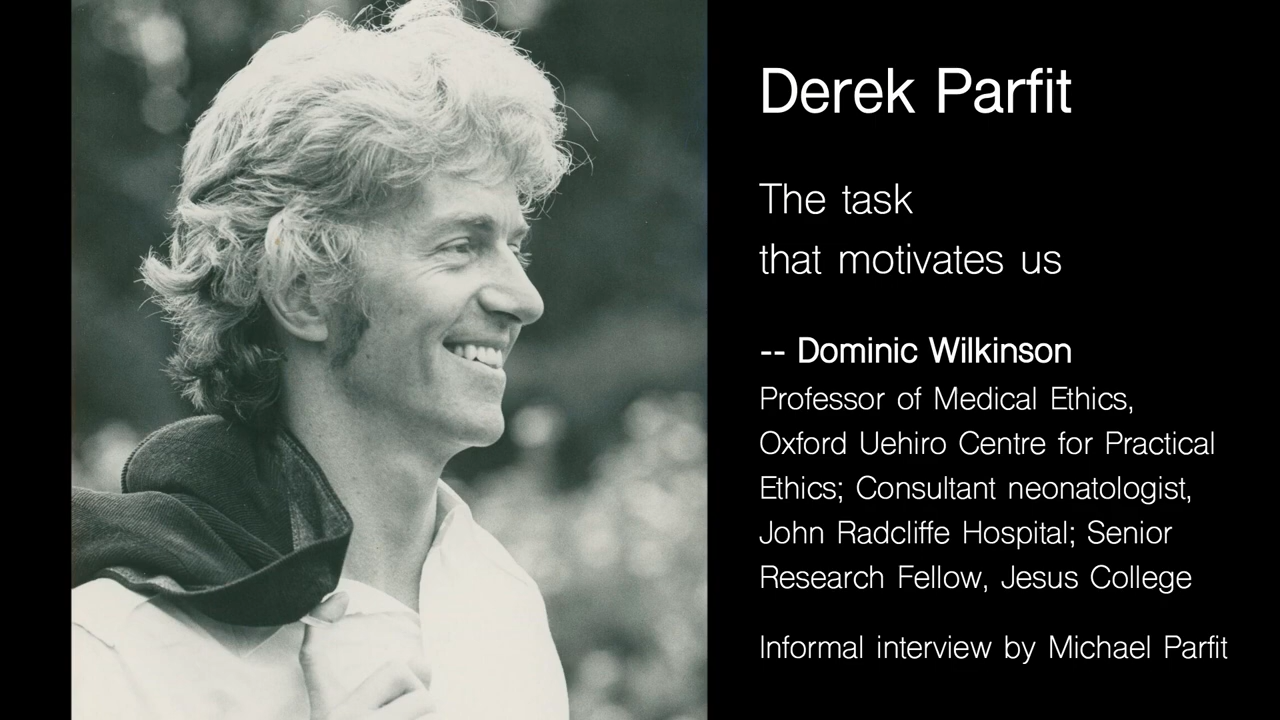 Derek Parfit
The task
that motivates us
-- Dominic Wilkinson
Professor of Medical Ethics,
Oxford Uehiro Centre for Practical
Ethics; Consultant neonatologist,
John Radcliffe Hospital; Senior
Research Fellow, Jesus College
Informal interview by Michael Parfit